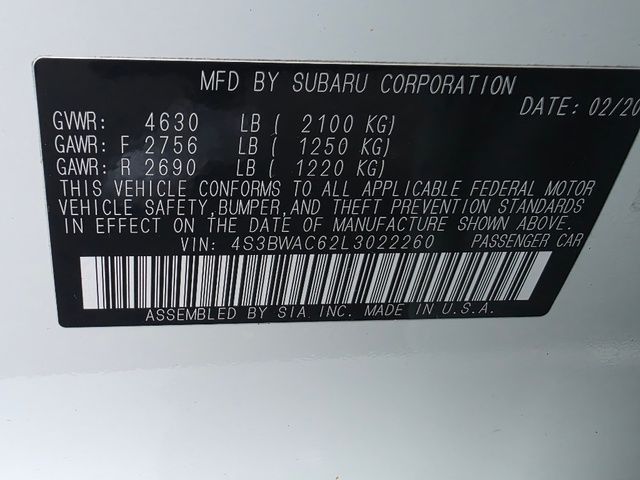 MFD BY SUBARU CORPORATION
DATE: 02/20
GVWR: 4630 LB ( 2100 KG)
GAWR: F 2756 LB ( 1250 KG)
GAWR: R 2690 LB ( 1220 KG)
THIS VEHICLE CONFORMS TO ALL APPLICABLE FEDERAL MOTOR
VEHICLE SAFETY,BUMPER,AND THEFT PREVENTION STANDARDS
IN EFFECT ON THE DATE OF MANUFACTURE SHOWN ABOVE.
VIN: 4S3BWAC62L3022260 PASSENGER CAR
ASSEMBLED BY SIA.INC. MADE IN U.S.A.